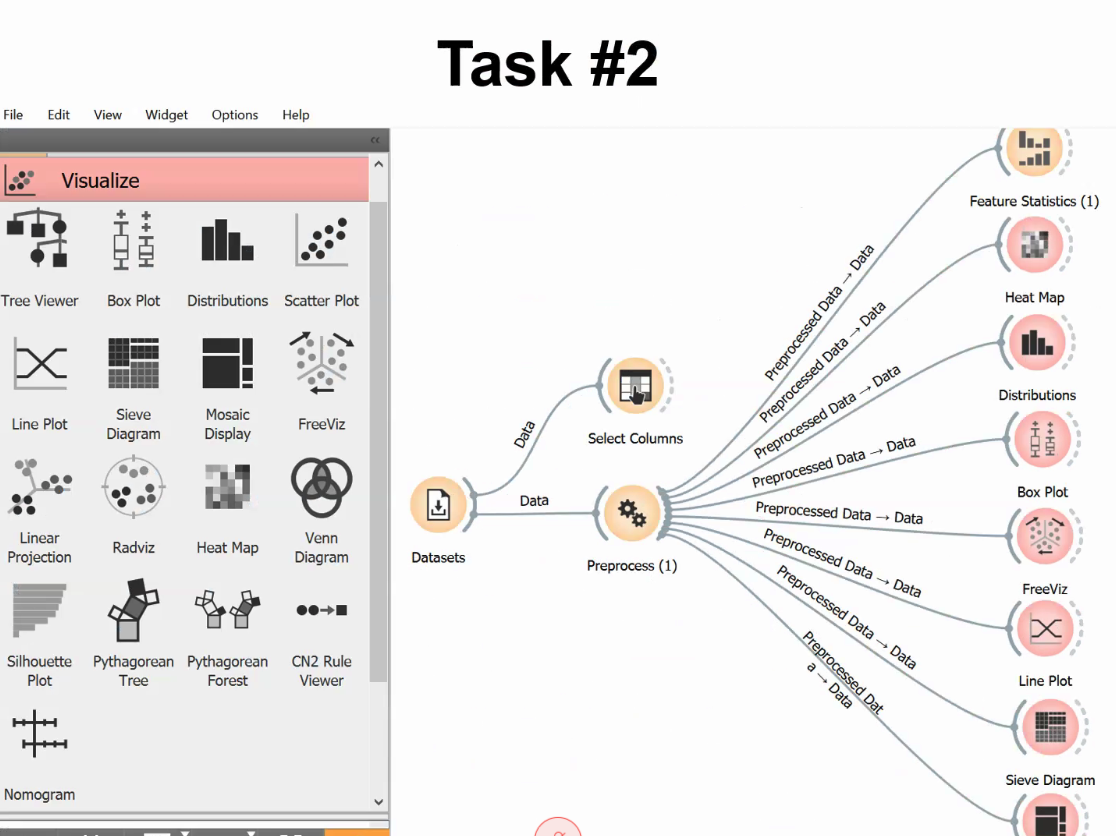 Task #2
File Edit View Widget Options Help
Visualize
Tree Viewer Box Plot Distributions Scatter Plot
Line Plot Sieve Diagram Mosaic Display FreeViz
Linear Projection Radviz Heat Map Venn Diagram
Silhouette Plot Pythagorean Tree Pythagorean Forest CN2 Rule Viewer
Nomogram
Datasets
Data
Select Columns
Data
Preprocess (1)
Preprocessed Data → Data
Feature Statistics (1)
Preprocessed Data → Data
Heat Map
Preprocessed Data → Data
Distributions
Preprocessed Data → Data
Box Plot
Preprocessed Data → Data
FreeViz
Preprocessed Data → Data
Line Plot
Preprocessed Data → Data
Sieve Diagram
Preprocessed Dat
a → Data